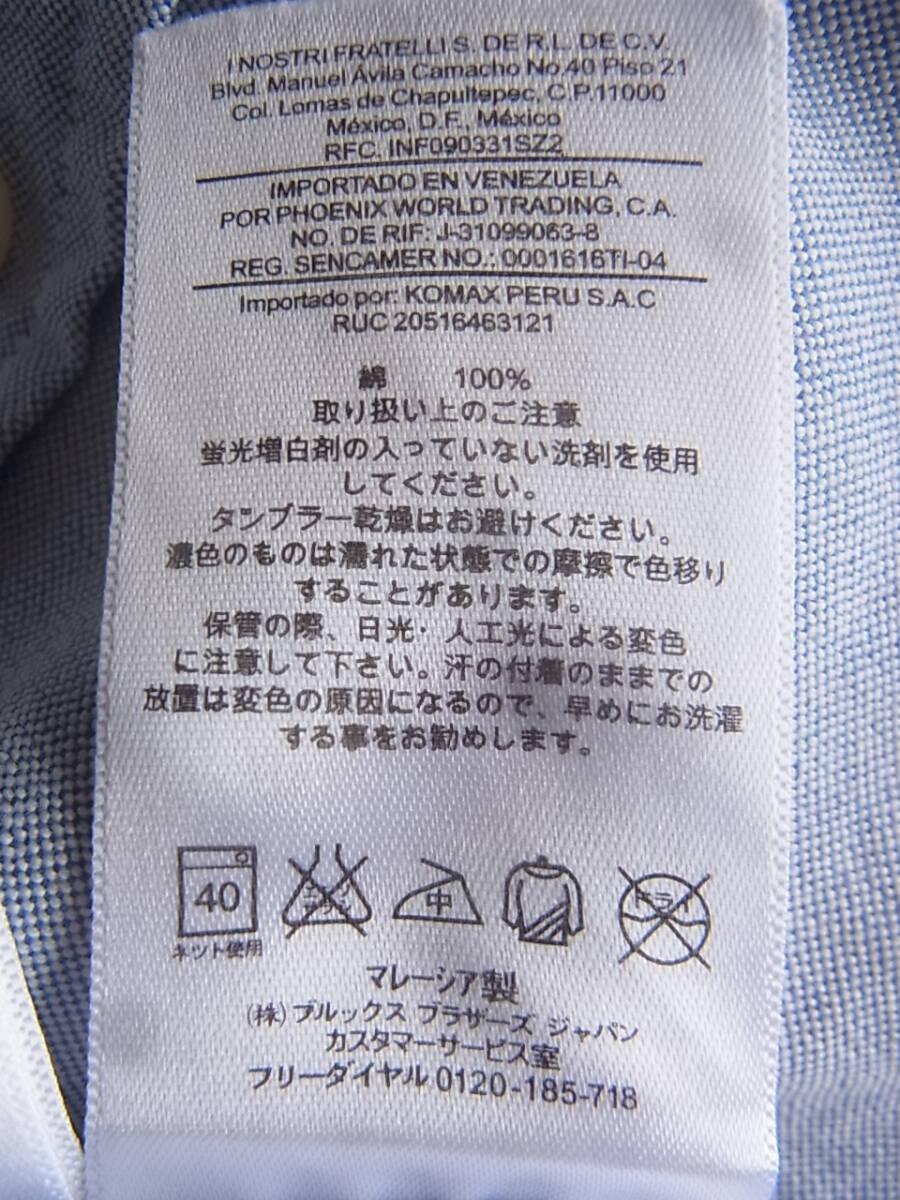 I NOSTRI FRATELLI S. DE R.L. DE C.V.
Blvd. Manuel Ávila Camacho No.40 Piso 21
Col. Lomas de Chapultepec, C.P.11000
México, D.F., México
RFC. INF090331SZ2
IMPORTADO EN VENEZUELA
POR PHOENIX WORLD TRADING, C.A.
NO. DE RIF: J-31099063-8
REG. SENCAMER NO.: 0001616TI-04
Importado por: KOMAX PERU S.A.C
RUC 20516463121
綿 100%
取り扱い上のご注意
蛍光増白剤の入っていない洗剤を使用
してください。
タンブラー乾燥はお避けください。
濃色のものは濡れた状態での摩擦で色移り
することがあります。
保管の際、日光・人工光による変色
に注意して下さい。汗の付着のままでの
放置は変色の原因になるので、早めにお洗濯
する事をお勧めします。
40 エンソ サラシ 中 ドライ
ネット使用
マレーシア製
(株)ブルックス ブラザーズ ジャパン
カスタマーサービス室
フリーダイヤル 0120-185-718